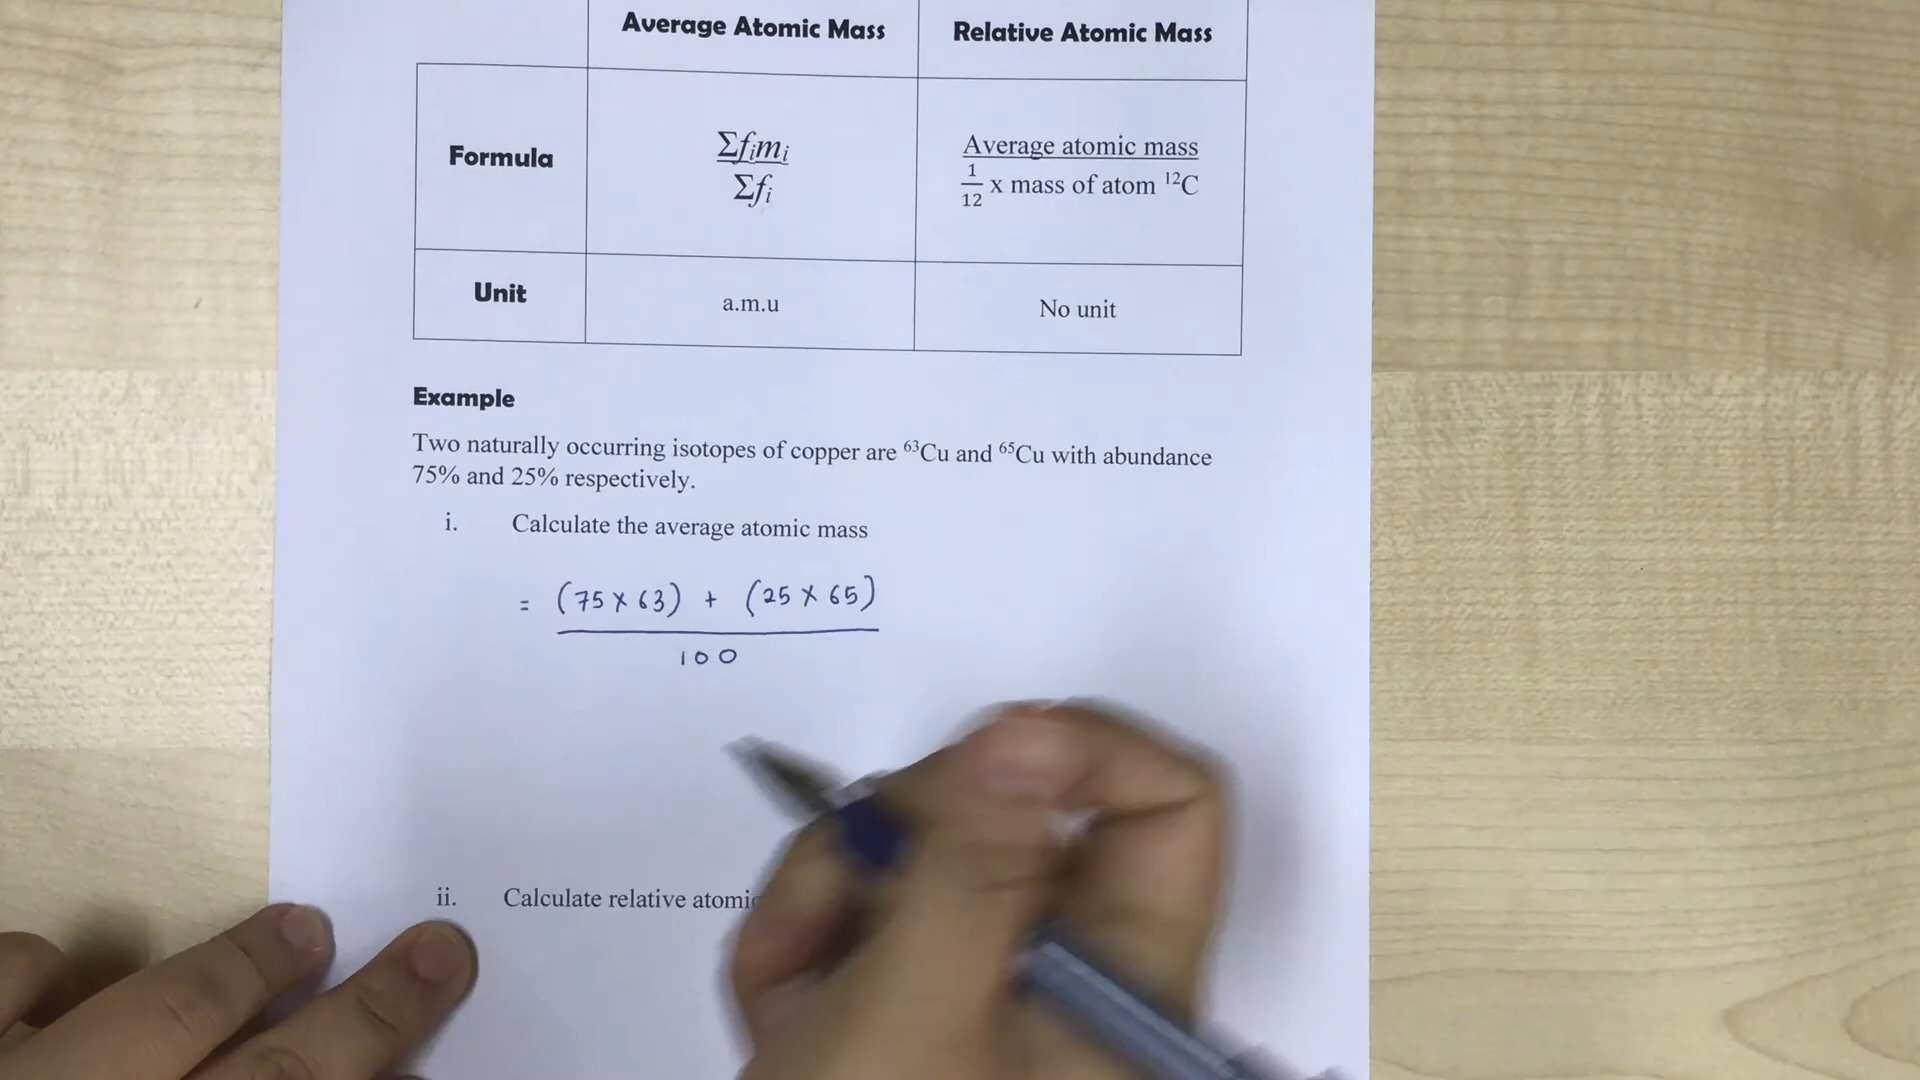 Average Atomic Mass Relative Atomic Mass
Formula
Σfᵢmᵢ
Σfᵢ
Average atomic mass
1/12 x mass of atom ¹²C
Unit a.m.u No unit
Example
Two naturally occurring isotopes of copper are ⁶³Cu and ⁶⁵Cu with abundance
75% and 25% respectively.
i. Calculate the average atomic mass
= (75 × 63) + (25 × 65)
100
ii. Calculate relative